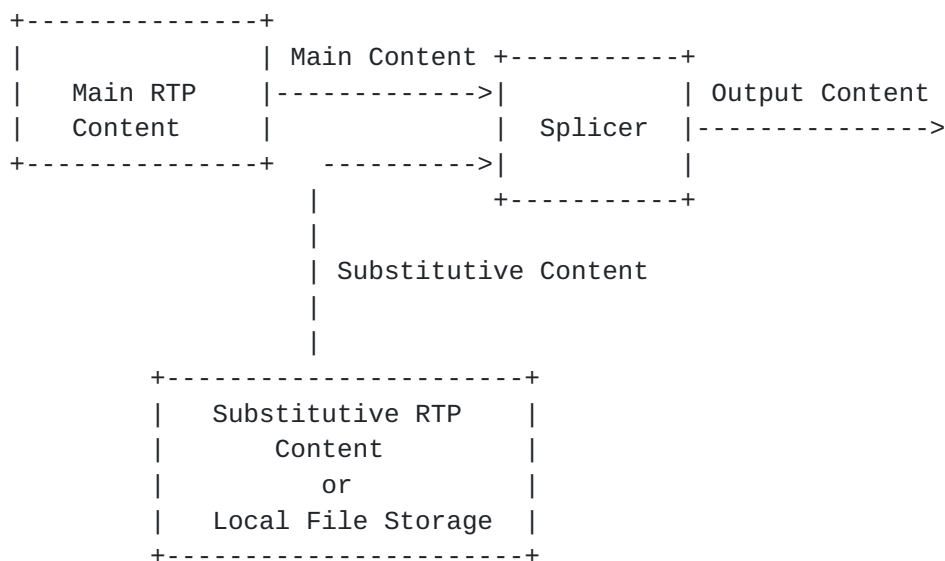 Main Content
Main RTP
Output Content
Content
Splicer
Substitutive Content
Substitutive RTP
Content
or
Local File Storage